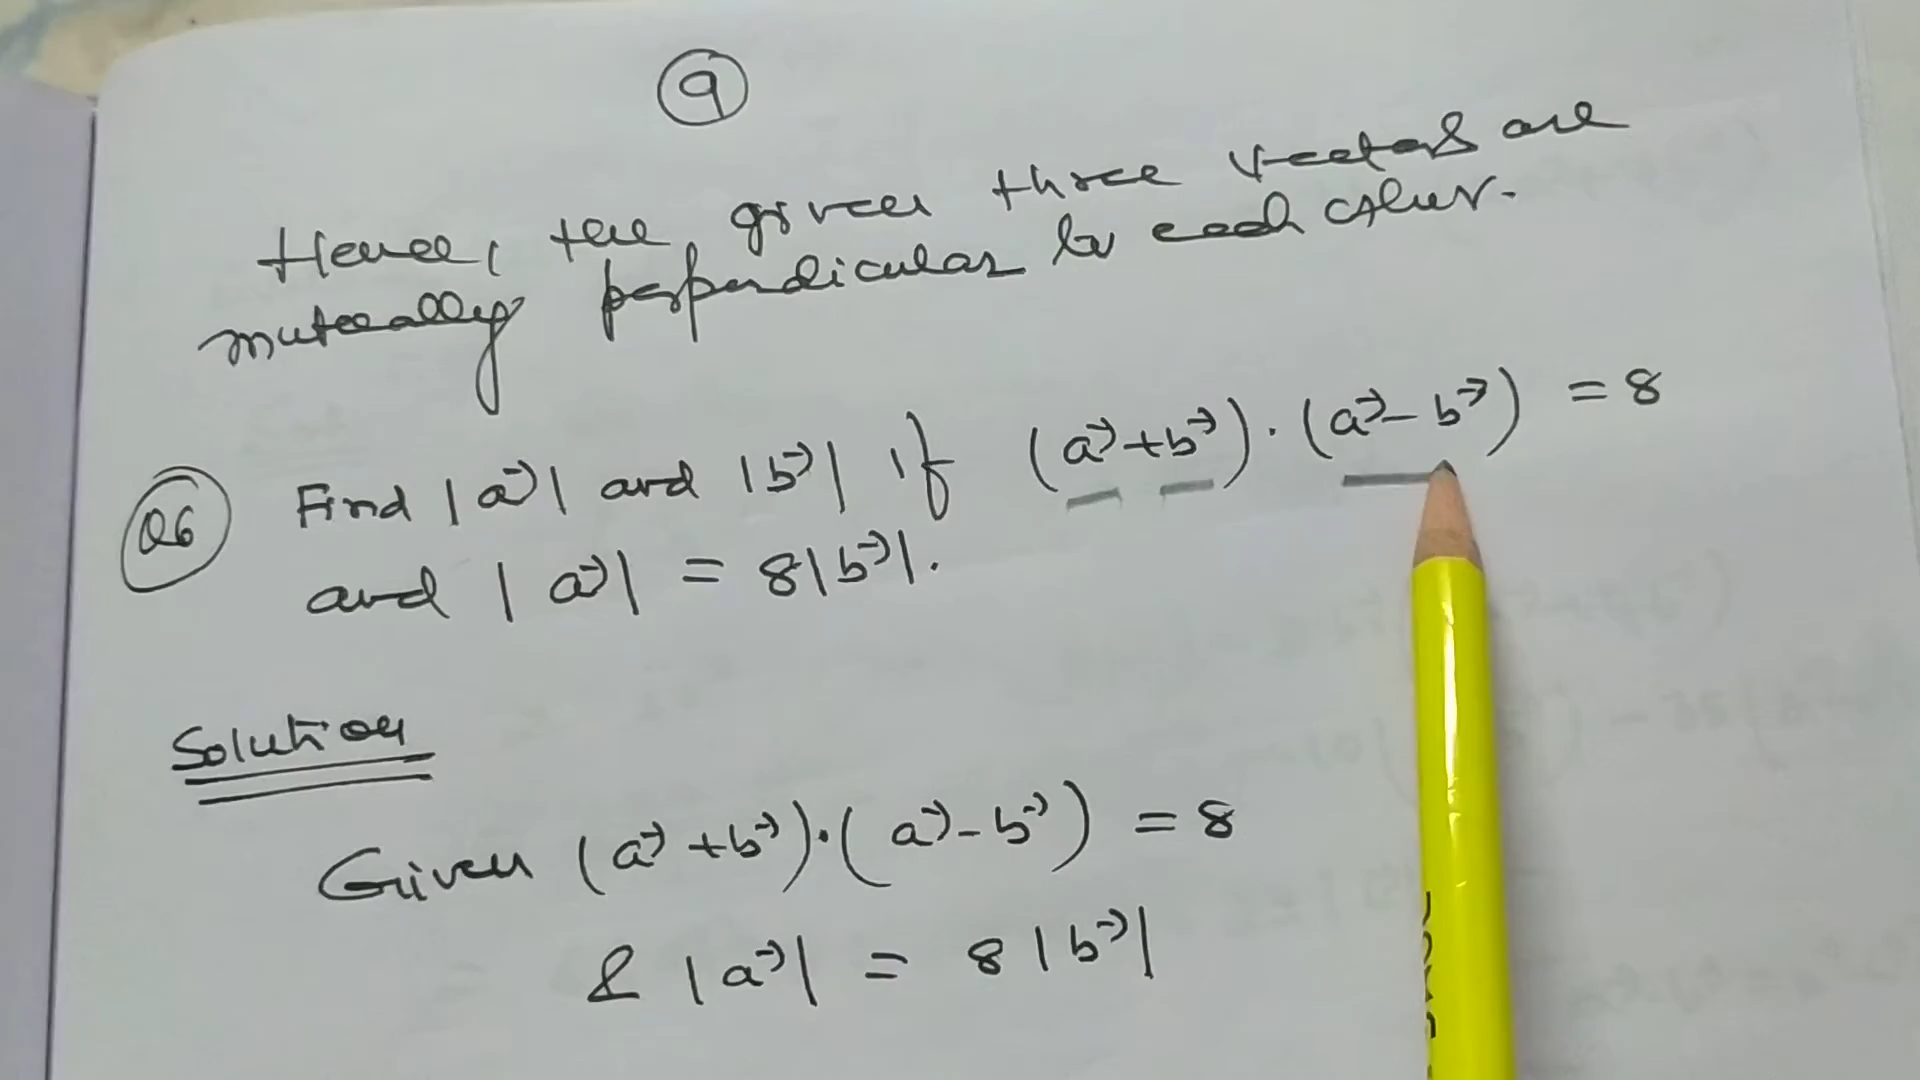 9
Hence, the given three vectors are
mutually perpendicular to each other.
Q6 Find |a→| and |b→| if (a→+b→)·(a→-b→) = 8
and |a→| = 8|b→|.
Solution
Given (a→+b→)·(a→-b→) = 8
& |a→| = 8|b→|